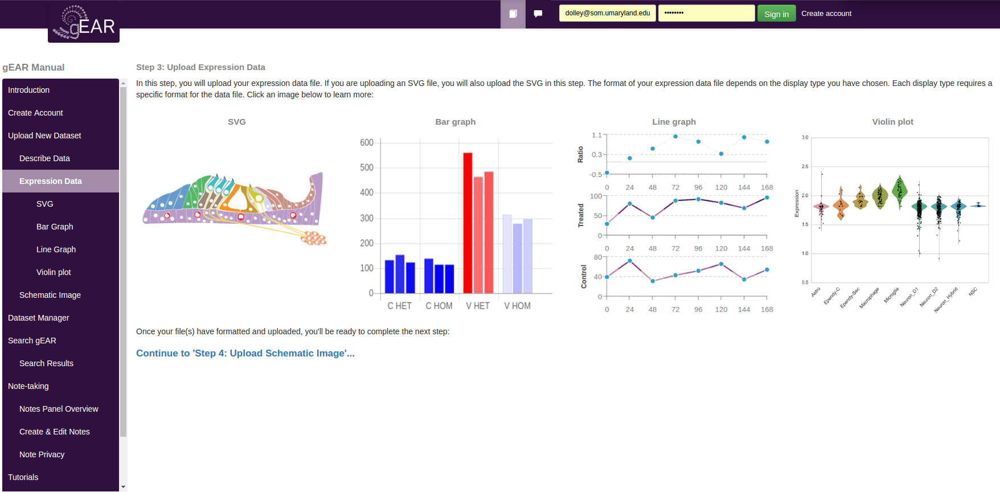 gEAR
dolley@som.umaryland.edu
••••••••
Sign in
Create account
gEAR Manual
Introduction
Create Account
Upload New Dataset
Describe Data
Expression Data
SVG
Bar Graph
Line Graph
Violin plot
Schematic Image
Dataset Manager
Search gEAR
Search Results
Note-taking
Notes Panel Overview
Create & Edit Notes
Note Privacy
Tutorials
Step 3: Upload Expression Data
In this step, you will upload your expression data file. If you are uploading an SVG file, you will also upload the SVG in this step. The format of your expression data file depends on the display type you have chosen. Each display type requires a
specific format for the data file. Click an image below to learn more:
SVG
Bar graph
600
500
400
300
200
100
0
C HET C HOM V HET V HOM
Line graph
Ratio
1.1
0.3
-0.5
0 24 48 72 96 120 144 168
Treated
100
50
0
0 24 48 72 96 120 144 168
Control
80
40
0
0 24 48 72 96 120 144 168
Violin plot
Expression
3.0
2.5
2.0
1.5
1.0
0.5
Astro
Ependy-C
Ependy-Sec
Macrophage
Microglia
Neuron_D1
Neuron_D2
Neuron_Hybrid
NSC
Once your file(s) have formatted and uploaded, you'll be ready to complete the next step:
Continue to 'Step 4: Upload Schematic Image'...